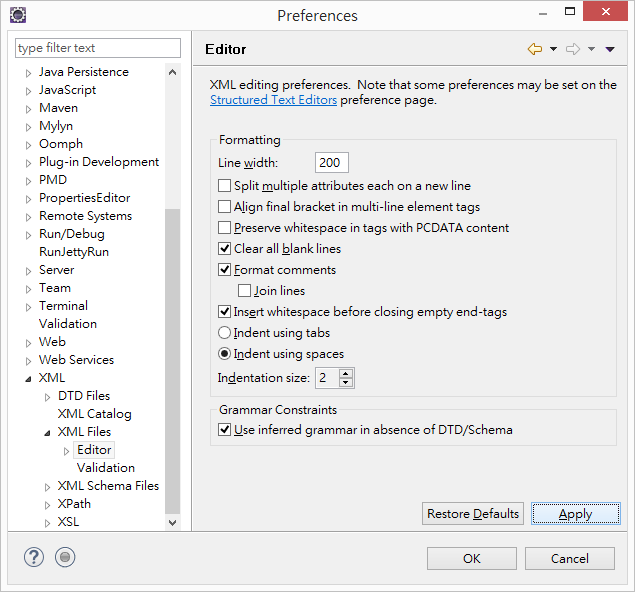 Preferences
type filter text
Java Persistence
JavaScript
Maven
Mylyn
Oomph
Plug-in Development
PMD
PropertiesEditor
Remote Systems
Run/Debug
RunJettyRun
Server
Team
Terminal
Validation
Web
Web Services
XML
DTD Files
XML Catalog
XML Files
Editor
Validation
XML Schema Files
XPath
XSL
Editor
XML editing preferences. Note that some preferences may be set on the
Structured Text Editors preference page.
Formatting
Line width: 200
Split multiple attributes each on a new line
Align final bracket in multi-line element tags
Preserve whitespace in tags with PCDATA content
Clear all blank lines
Format comments
Join lines
Insert whitespace before closing empty end-tags
Indent using tabs
Indent using spaces
Indentation size: 2
Grammar Constraints
Use inferred grammar in absence of DTD/Schema
Restore Defaults Apply
OK Cancel